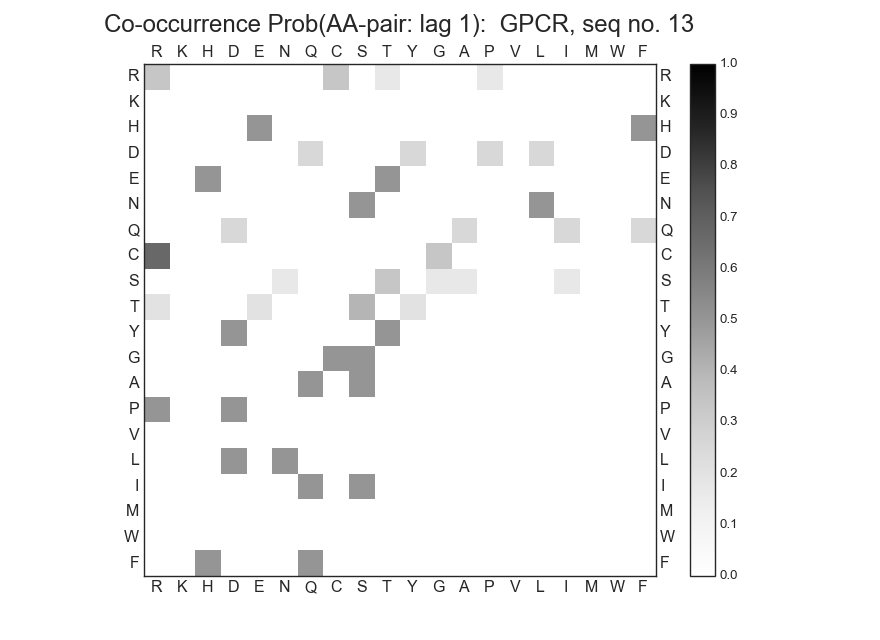 Co-occurrence Prob(AA-pair: lag 1):  GPCR, seq no. 13
R K H D E N Q C S T Y G A P V L I M W F
R R 1.0
K K
H H 0.9
D D
E E 0.8
N N 0.7
Q Q
C C 0.6
S S
T T 0.5
Y Y
G G 0.4
A A
P P 0.3
V V
L L 0.2
I I
M M 0.1
W W
F F 0.0
R K H D E N Q C S T Y G A P V L I M W F